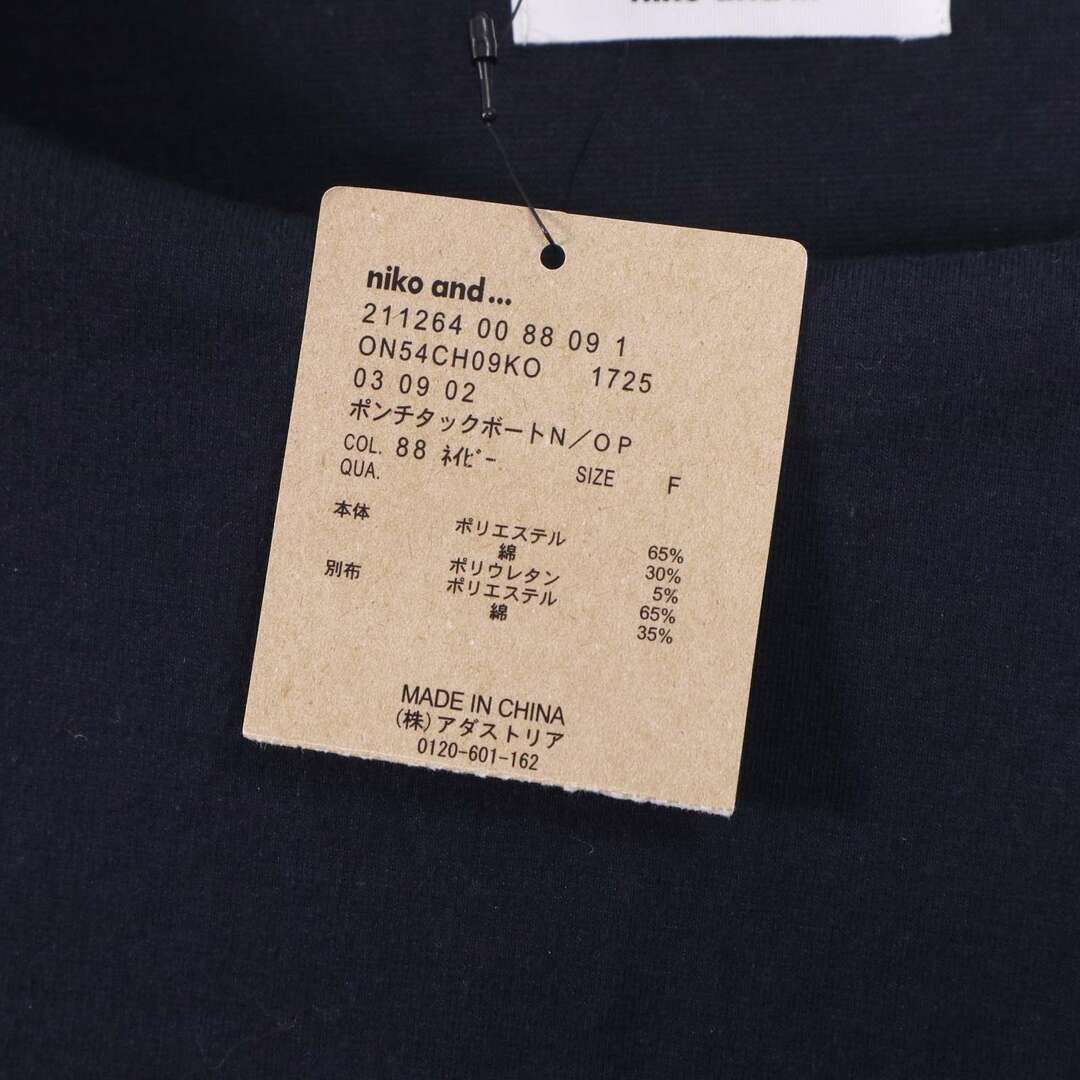 niko and...
211264 00 88 09 1
ON54CH09KO 1725
03 09 02
ポンチタックボートN／OP
COL. 88 ﾈｲﾋﾞｰ SIZE F
QUA.
本体 ポリエステル 65%
綿 30%
ポリウレタン 5%
別布 ポリエステル 65%
綿 35%
MADE IN CHINA
(株)アダストリア
0120-601-162